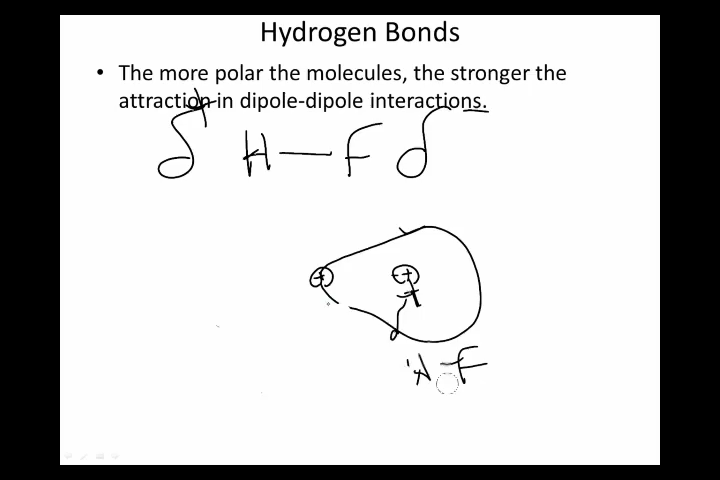 Hydrogen Bonds
• The more polar the molecules, the stronger the
attraction in dipole-dipole interactions.
δ+ H — F δ−
+ +
H-F